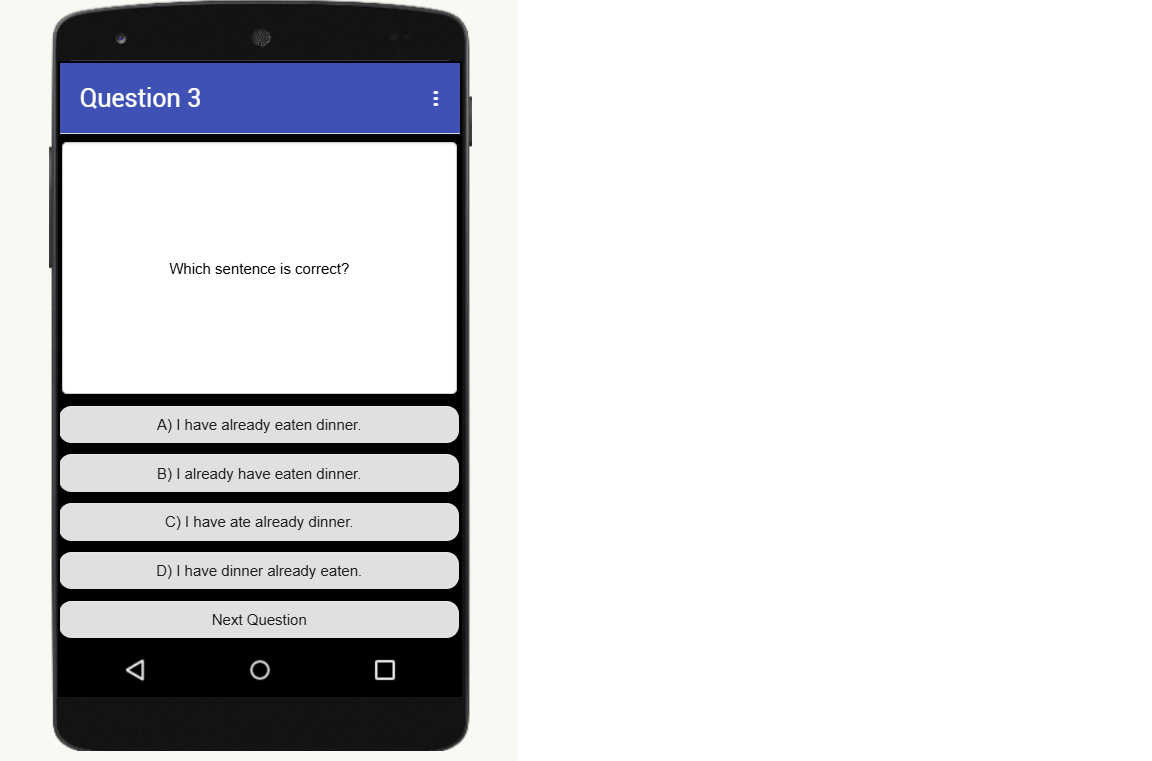 Question 3
Which sentence is correct?
A) I have already eaten dinner.
B) I already have eaten dinner.
C) I have ate already dinner.
D) I have dinner already eaten.
Next Question